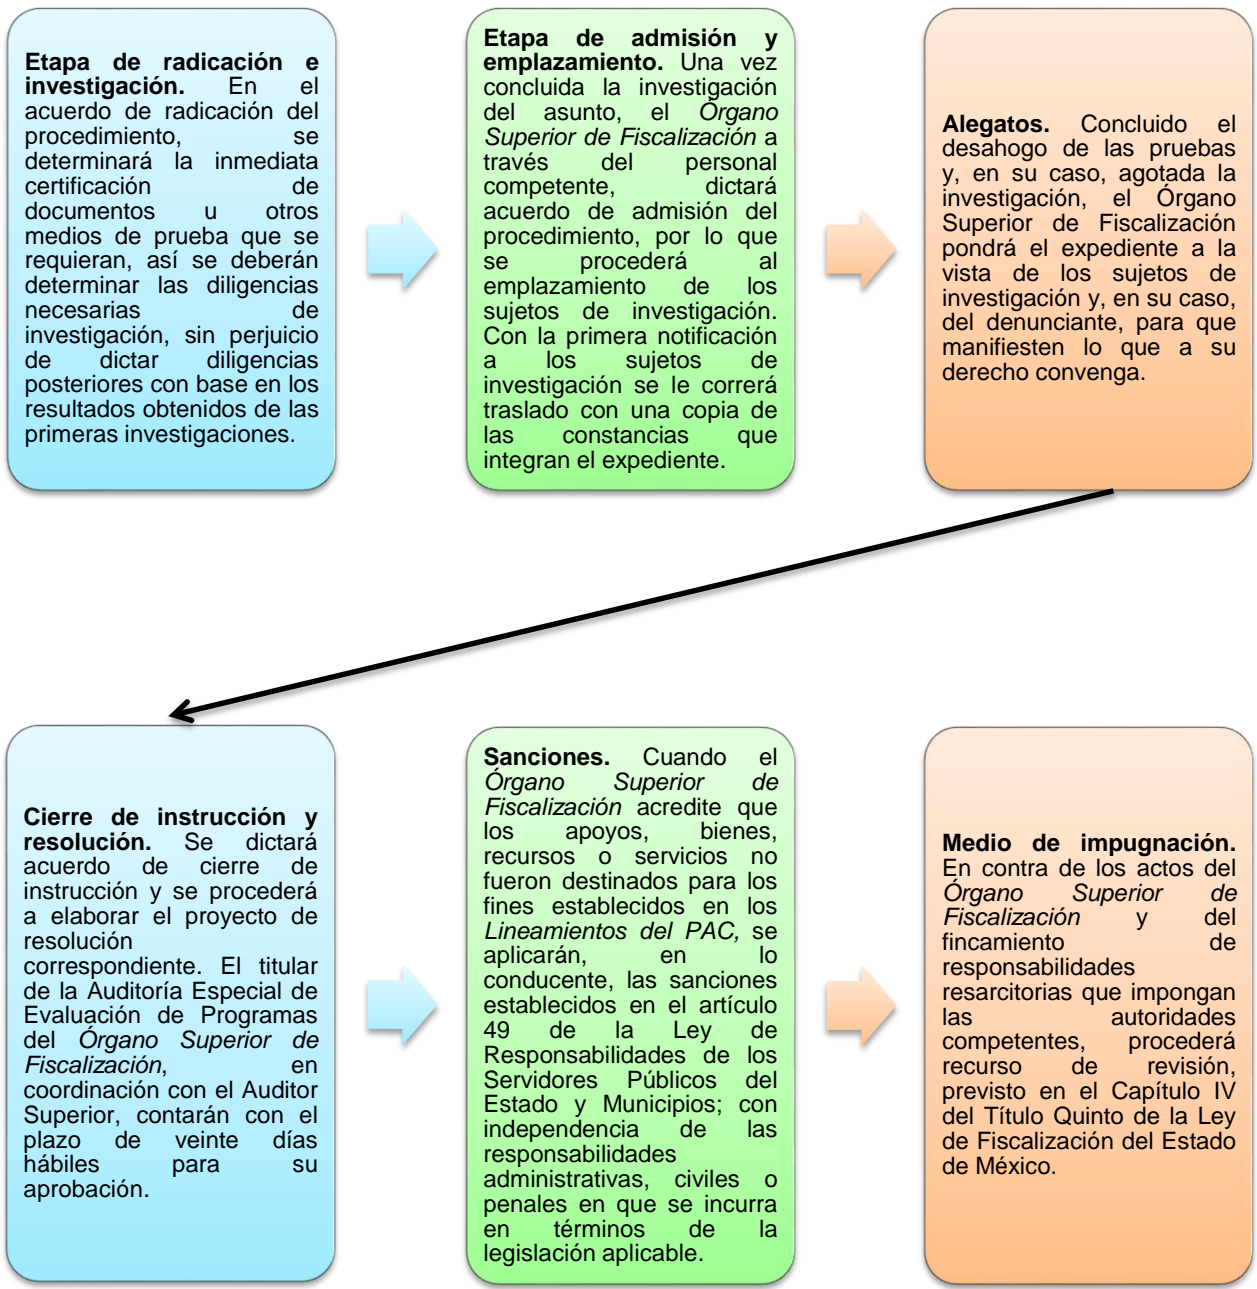 Etapa de radicación e
investigación. En el
acuerdo de radicación del
procedimiento, se
determinará la inmediata
certificación de
documentos u otros
medios de prueba que se
requieran, así se deberán
determinar las diligencias
necesarias de
investigación, sin perjuicio
de dictar diligencias
posteriores con base en los
resultados obtenidos de las
primeras investigaciones.
Etapa de admisión y
emplazamiento. Una vez
concluida la investigación
del asunto, el Órgano
Superior de Fiscalización a
través del personal
competente, dictará
acuerdo de admisión del
procedimiento, por lo que
se procederá al
emplazamiento de los
sujetos de investigación.
Con la primera notificación
a los sujetos de
investigación se le correrá
traslado con una copia de
las constancias que
integran el expediente.
Alegatos. Concluido el
desahogo de las pruebas
y, en su caso, agotada la
investigación, el Órgano
Superior de Fiscalización
pondrá el expediente a la
vista de los sujetos de
investigación y, en su caso,
del denunciante, para que
manifiesten lo que a su
derecho convenga.
Cierre de instrucción y
resolución. Se dictará
acuerdo de cierre de
instrucción y se procederá
a elaborar el proyecto de
resolución
correspondiente. El titular
de la Auditoría Especial de
Evaluación de Programas
del Órgano Superior de
Fiscalización, en
coordinación con el Auditor
Superior, contarán con el
plazo de veinte días
hábiles para su
aprobación.
Sanciones. Cuando el
Órgano Superior de
Fiscalización acredite que
los apoyos, bienes,
recursos o servicios no
fueron destinados para los
fines establecidos en los
Lineamientos del PAC, se
aplicarán, en lo
conducente, las sanciones
establecidos en el artículo
49 de la Ley de
Responsabilidades de los
Servidores Públicos del
Estado y Municipios; con
independencia de las
responsabilidades
administrativas, civiles o
penales en que se incurra
en términos de la
legislación aplicable.
Medio de impugnación.
En contra de los actos del
Órgano Superior de
Fiscalización y del
fincamiento de
responsabilidades
resarcitorias que impongan
las autoridades
competentes, procederá
recurso de revisión,
previsto en el Capítulo IV
del Título Quinto de la Ley
de Fiscalización del Estado
de México.